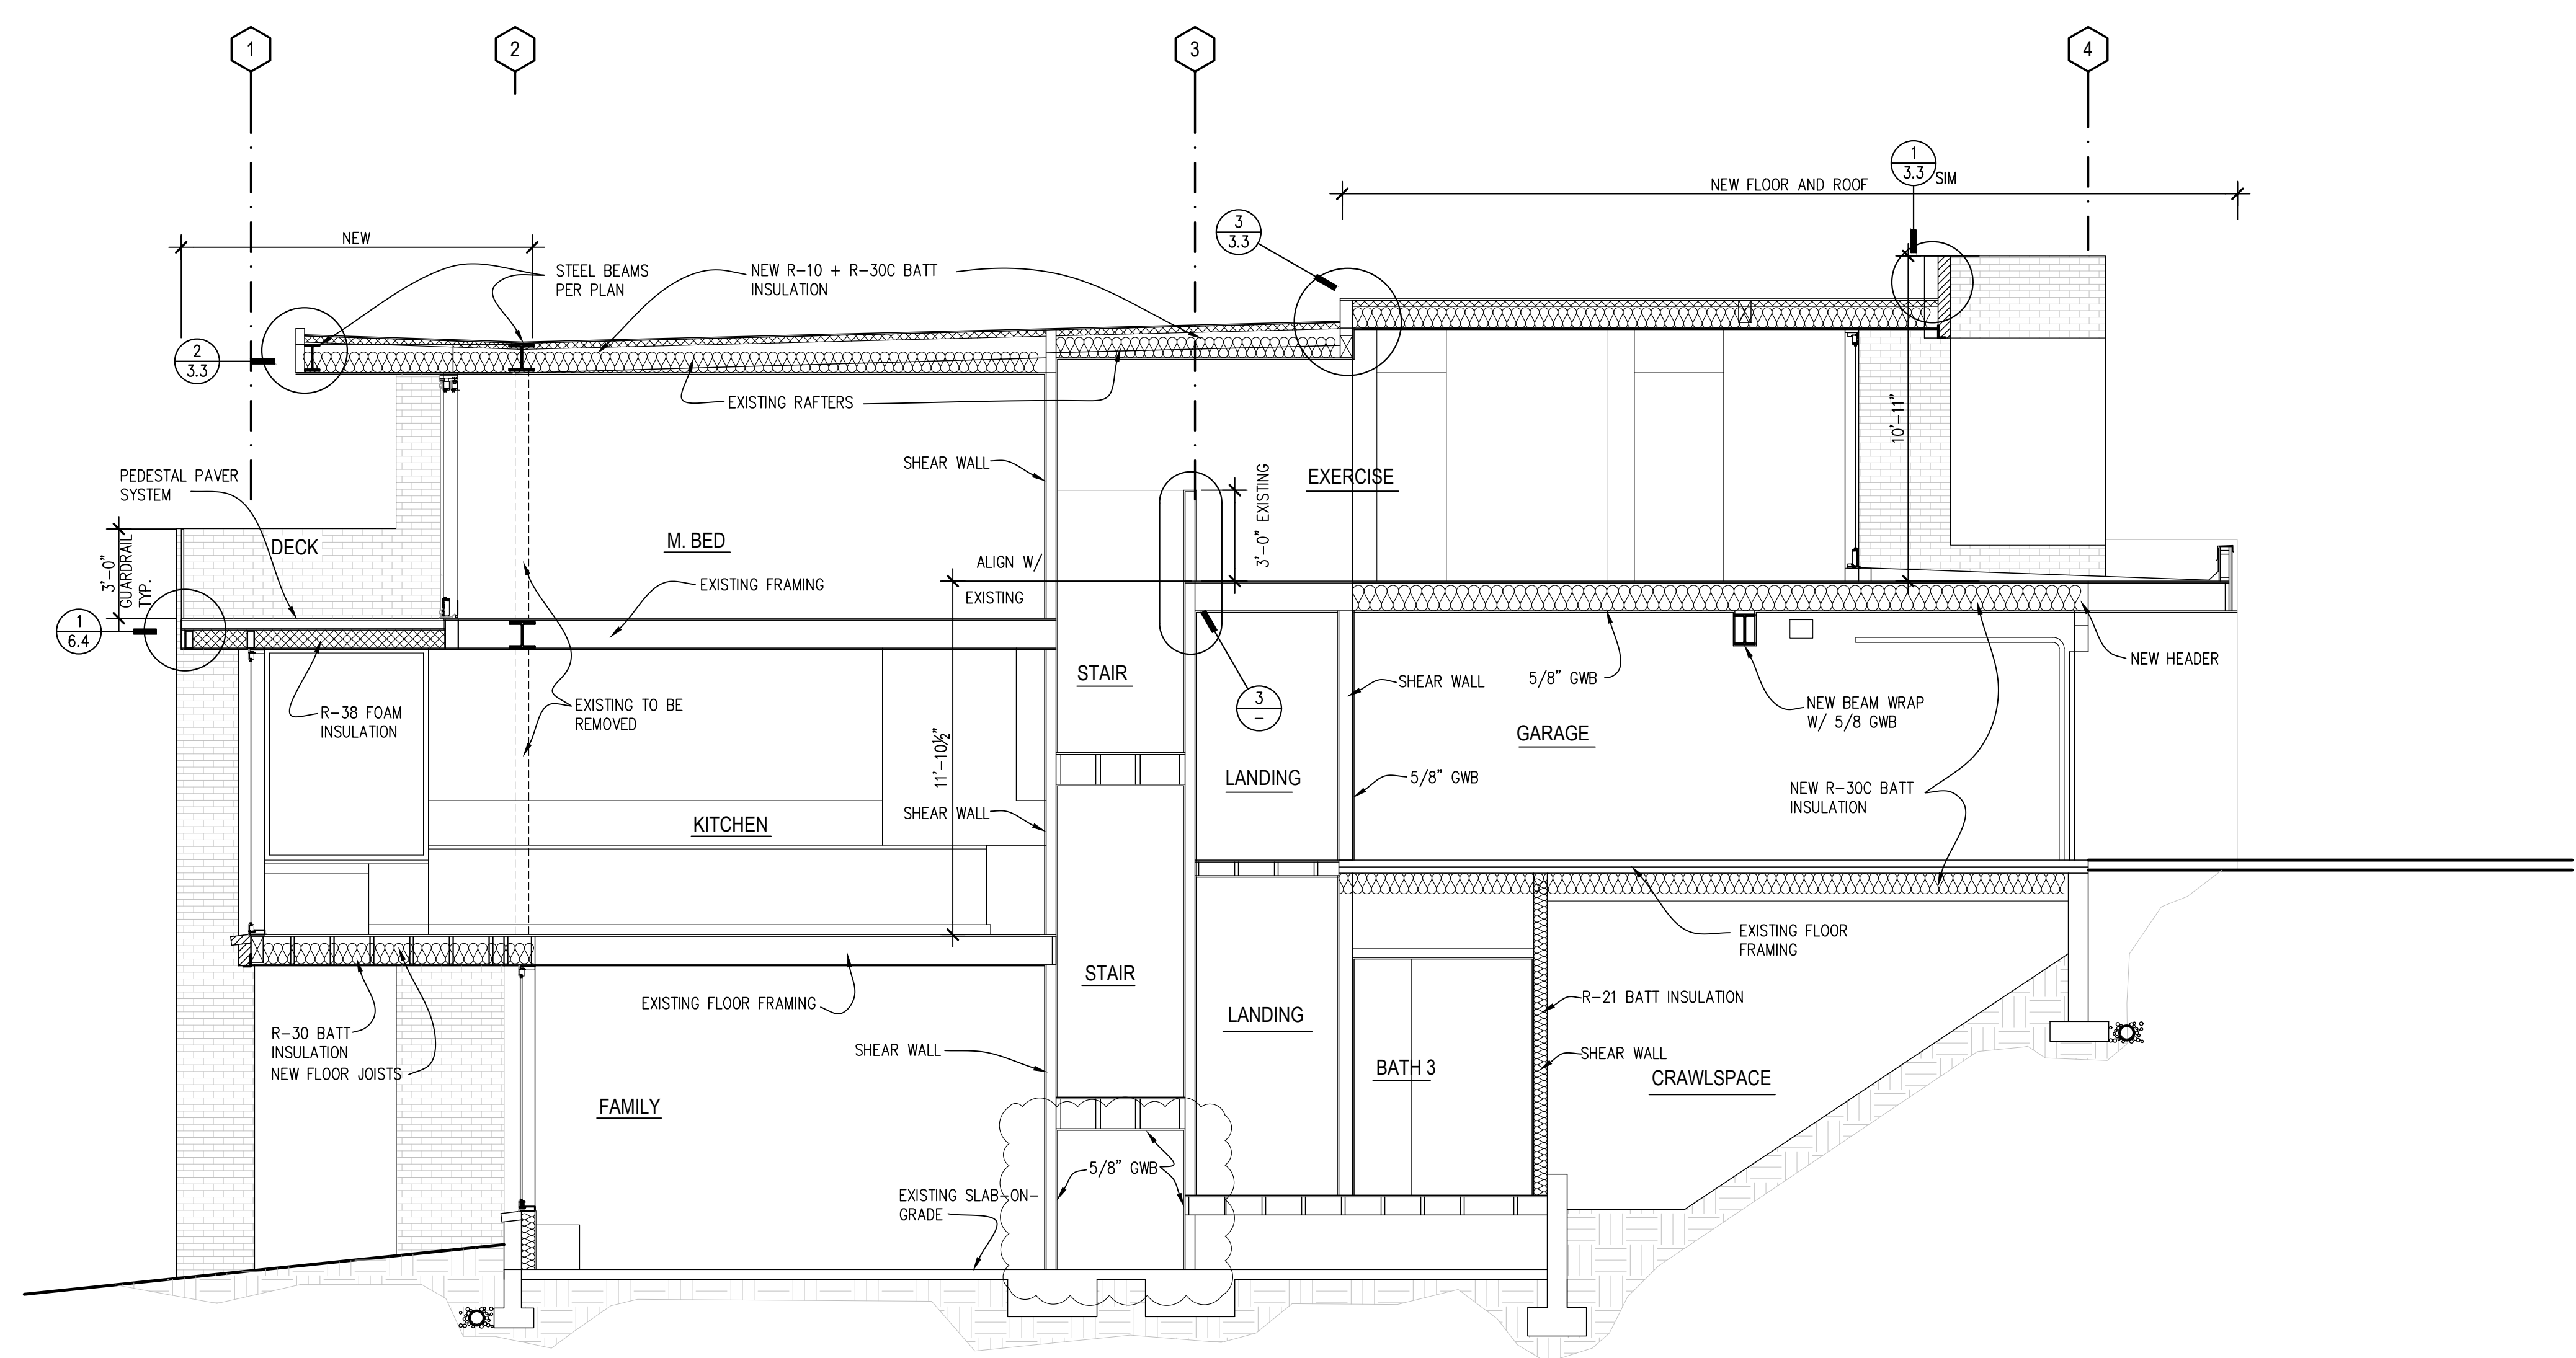 1
2
3
4
1
3.3
SIM
NEW FLOOR AND ROOF
3
3.3
NEW
STEEL BEAMS
PER PLAN
NEW R-10 + R-30C BATT
INSULATION
2
3.3
EXISTING RAFTERS
10'-11"
SHEAR WALL
EXERCISE
3'-0" EXISTING
PEDESTAL PAVER
SYSTEM
DECK
M. BED
3'-0"
GUARDRAIL
TYP.
ALIGN W/
EXISTING
EXISTING FRAMING
1
6.4
STAIR
SHEAR WALL
5/8" GWB
NEW HEADER
R-38 FOAM
INSULATION
EXISTING TO BE
REMOVED
3
-
NEW BEAM WRAP
W/ 5/8 GWB
GARAGE
11'-10½"
LANDING
5/8" GWB
NEW R-30C BATT
INSULATION
KITCHEN
SHEAR WALL
EXISTING FLOOR
FRAMING
STAIR
EXISTING FLOOR FRAMING
R-21 BATT INSULATION
LANDING
R-30 BATT
INSULATION
NEW FLOOR JOISTS
SHEAR WALL
SHEAR WALL
BATH 3
CRAWLSPACE
FAMILY
5/8" GWB
EXISTING SLAB-ON-
GRADE